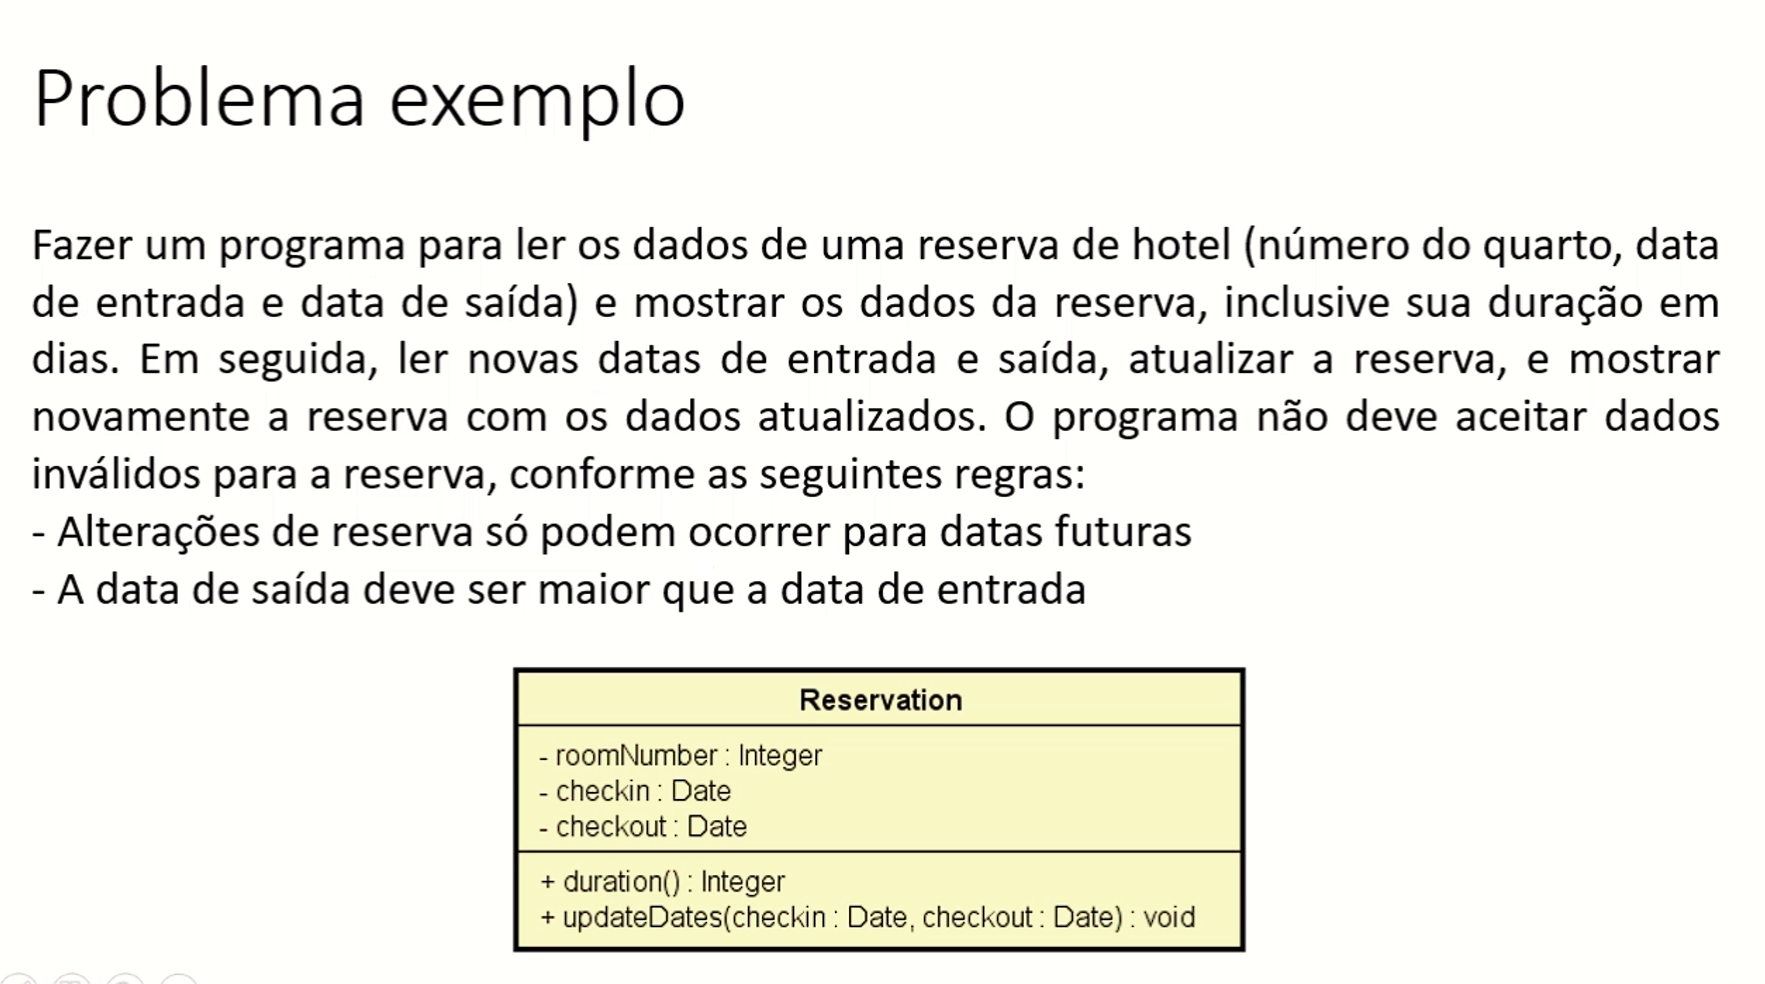 Problema exemplo
Fazer um programa para ler os dados de uma reserva de hotel (número do quarto, data
de entrada e data de saída) e mostrar os dados da reserva, inclusive sua duração em
dias. Em seguida, ler novas datas de entrada e saída, atualizar a reserva, e mostrar
novamente a reserva com os dados atualizados. O programa não deve aceitar dados
inválidos para a reserva, conforme as seguintes regras:
- Alterações de reserva só podem ocorrer para datas futuras
- A data de saída deve ser maior que a data de entrada
Reservation
- roomNumber : Integer
- checkin : Date
- checkout : Date
+ duration() : Integer
+ updateDates(checkin : Date, checkout : Date) : void